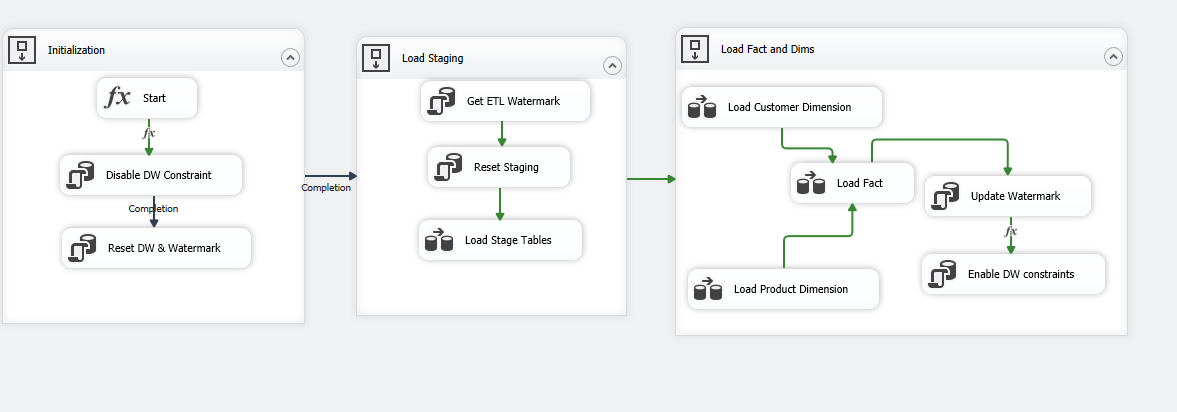 Initialization
fx Start
fx
Disable DW Constraint
Completion
Reset DW & Watermark
Completion
Load Staging
Get ETL Watermark
Reset Staging
Load Stage Tables
Load Fact and Dims
Load Customer Dimension
Load Fact
Update Watermark
fx
Load Product Dimension
Enable DW constraints